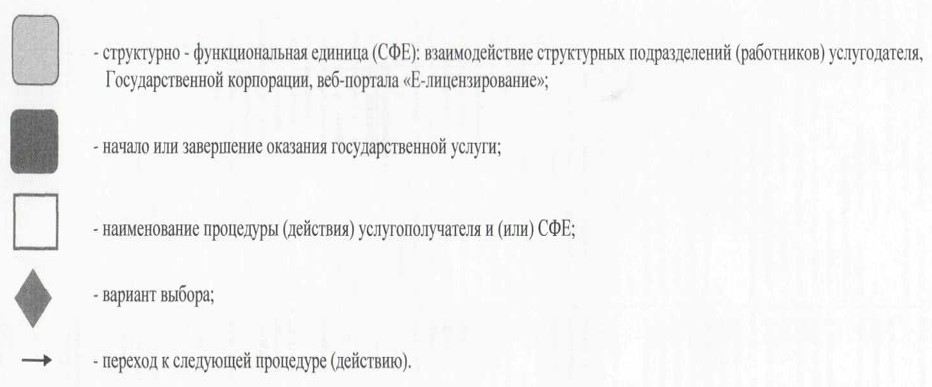 - структурно - функциональная единица (СФЕ): взаимодействие структурных подразделений (работников) услугодателя,
Государственной корпорации, веб-портала «Е-лицензирование»;
- начало или завершение оказания государственной услуги;
- наименование процедуры (действия) услугополучателя и (или) СФЕ;
- вариант выбора;
- переход к следующей процедуре (действию).